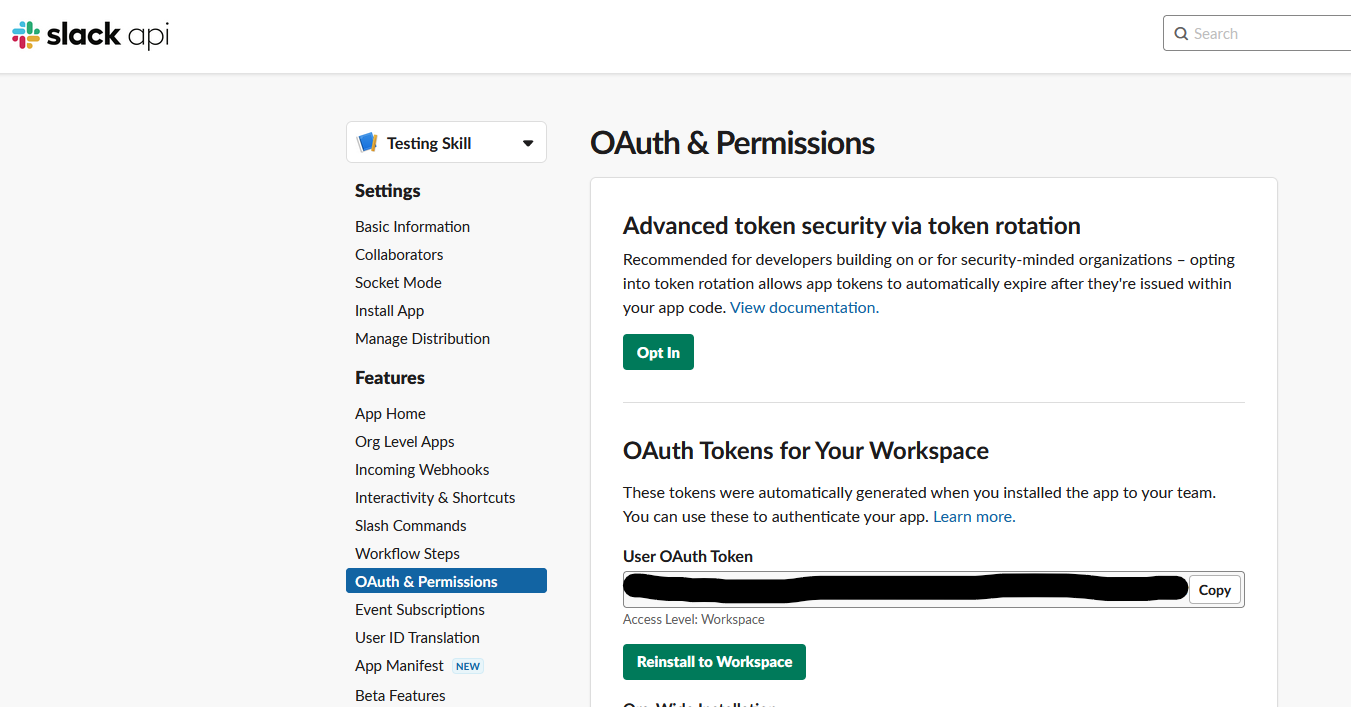 slack api
Search
Testing Skill
Settings
Basic Information
Collaborators
Socket Mode
Install App
Manage Distribution
Features
App Home
Org Level Apps
Incoming Webhooks
Interactivity & Shortcuts
Slash Commands
Workflow Steps
OAuth & Permissions
Event Subscriptions
User ID Translation
App Manifest NEW
Beta Features
OAuth & Permissions
Advanced token security via token rotation
Recommended for developers building on or for security-minded organizations – opting
into token rotation allows app tokens to automatically expire after they're issued within
your app code. View documentation.
Opt In
OAuth Tokens for Your Workspace
These tokens were automatically generated when you installed the app to your team.
You can use these to authenticate your app. Learn more.
User OAuth Token
Copy
Access Level: Workspace
Reinstall to Workspace
Org-Wide Installation